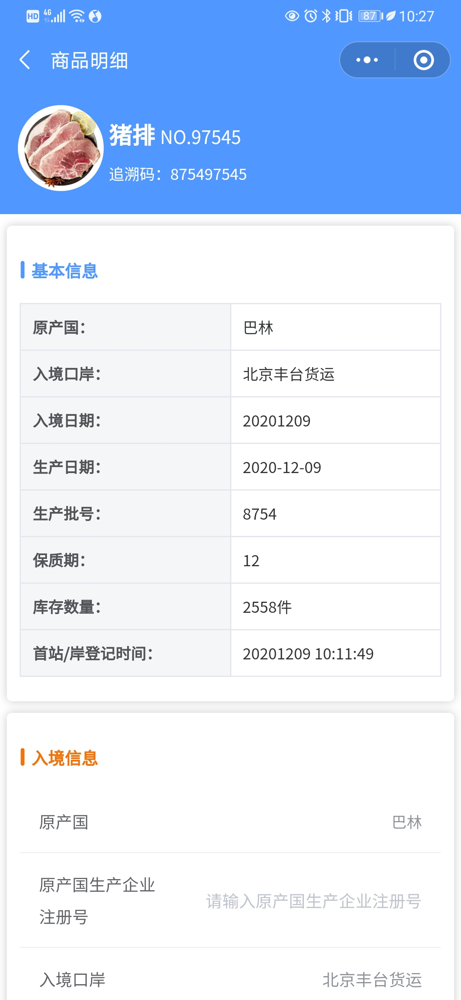 HD 4G 87 10:27
商品明细
猪排 NO.97545
追溯码：875497545
基本信息
原产国： 巴林
入境口岸： 北京丰台货运
入境日期： 20201209
生产日期： 2020-12-09
生产批号： 8754
保质期： 12
库存数量： 2558件
首站/岸登记时间： 20201209 10:11:49
入境信息
原产国 巴林
原产国生产企业
注册号
请输入原产国生产企业注册号
入境口岸 北京丰台货运